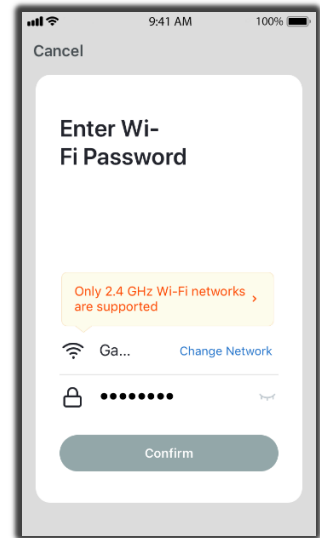 9:41 AM 100%
Cancel
Enter Wi-
Fi Password
Only 2.4 GHz Wi-Fi networks
are supported
Ga... Change Network
••••••••
Confirm